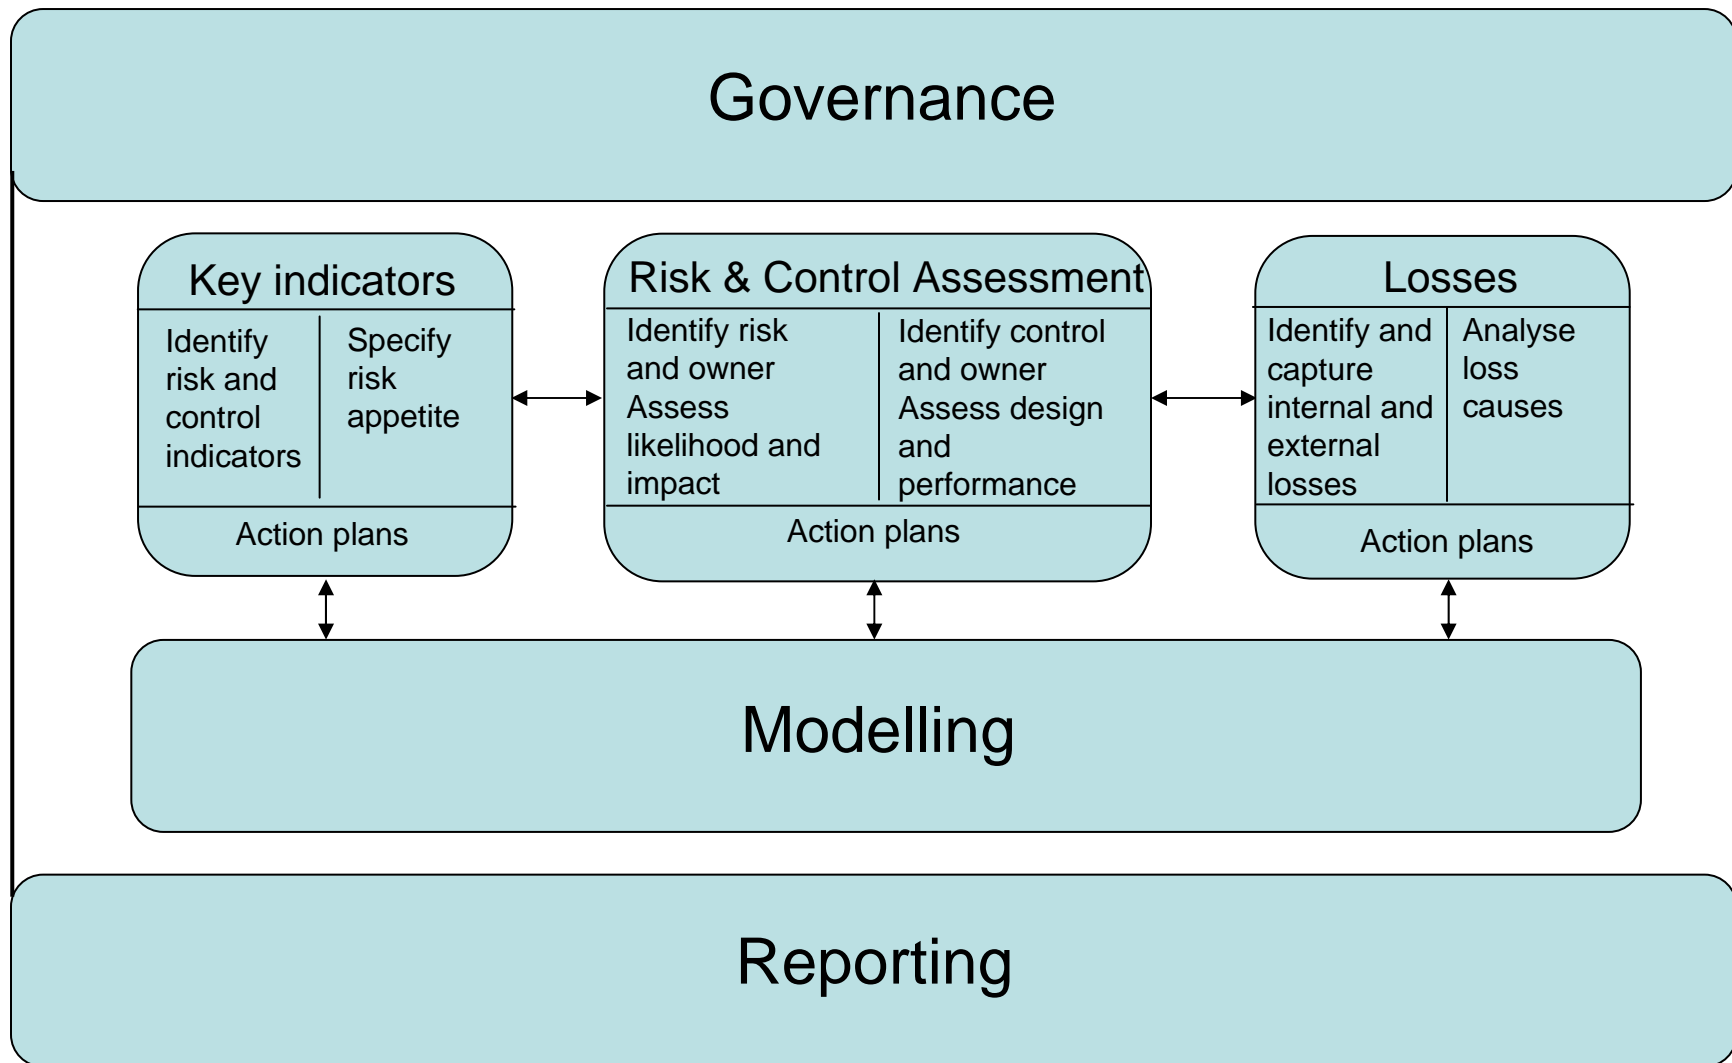 Governance
Key indicators
Identify
risk and
control
indicators
Specify
risk
appetite
Action plans
Risk & Control Assessment
Identify risk
and owner
Assess
likelihood and
impact
Identify control
and owner
Assess design
and
performance
Action plans
Losses
Identify and
capture
internal and
external
losses
Analyse
loss
causes
Action plans
Modelling
Reporting